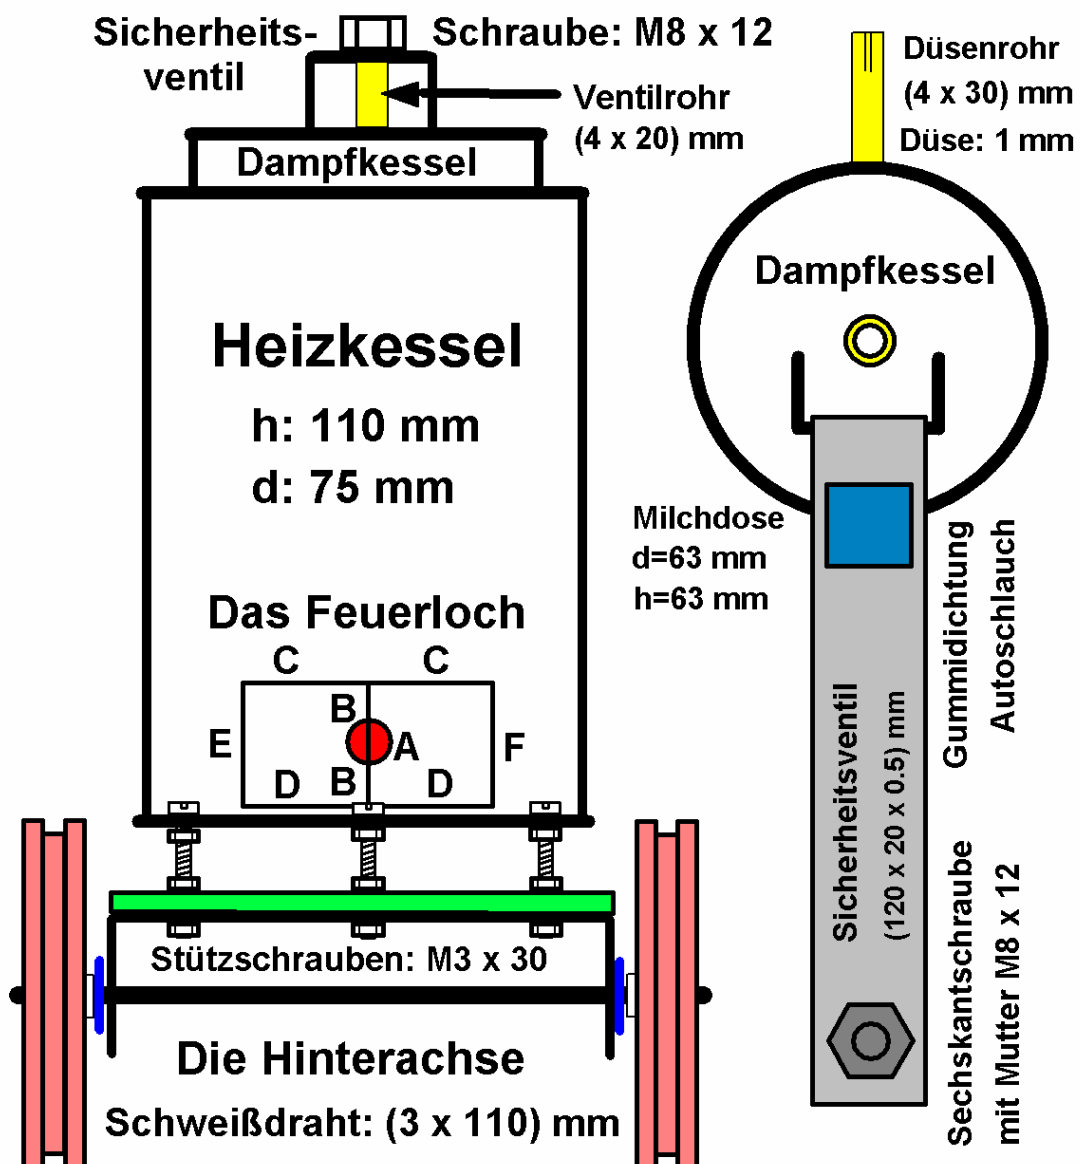 Sicherheits-
ventil
Schraube: M8 x 12
Ventilrohr
(4 x 20) mm
Dampfkessel
Heizkessel
h: 110 mm
d: 75 mm
Das Feuerloch
C C
B
E A F
D B D
Stützschrauben: M3 x 30
Die Hinterachse
Schweißdraht: (3 x 110) mm
Düsenrohr
(4 x 30) mm
Düse: 1 mm
Dampfkessel
Milchdose
d=63 mm
h=63 mm
Gummidichtung
Autoschlauch
Sicherheitsventil
(120 x 20 x 0.5) mm
Sechskantschraube
mit Mutter M8 x 12